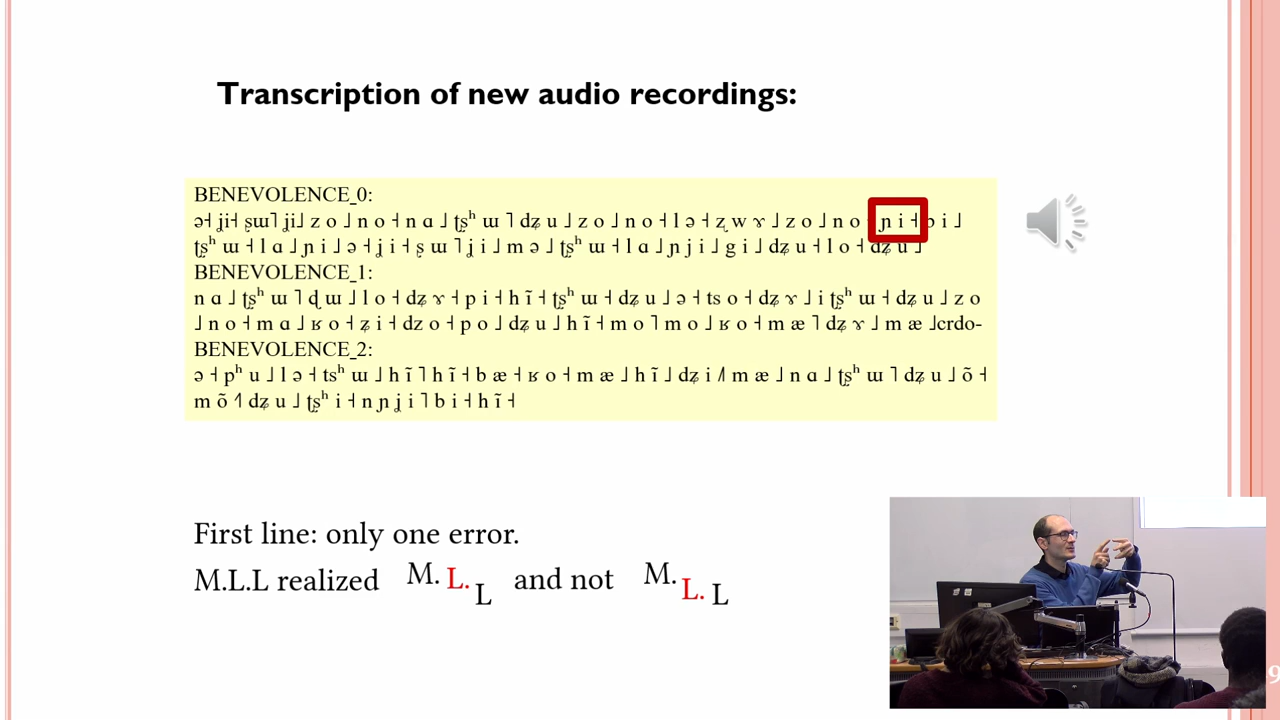 Transcription of new audio recordings:
BENEVOLENCE_0:
ə˧ ʝi˧ ʂɯ˥ ʝi˩ z o ˩ n o ˧ n ɑ ˩ ʈʂʰ ɯ ˥ dʑ u ˩ z o ˩ n o ˧ l ə ˧ ʐ w ɤ ˩ z o ˩ n o ˧ ɲ i ˧ b i ˩
ʈʂʰ ɯ ˧ l ɑ ˩ ɲ i ˩ ə ˧ ʝ i ˧ ʂ ɯ ˥ ʝ i ˩ m ə ˩ ʈʂʰ ɯ ˧ l ɑ ˩ ɲ j i ˩ g i ˩ dʑ u ˧ l o ˧ dʑ u ˩
BENEVOLENCE_1:
n ɑ ˩ ʈʂʰ ɯ ˥ ɖ ɯ ˩ l o ˧ dʑ ɤ ˧ p i ˧ h ĩ ˧ ʈʂʰ ɯ ˧ dʑ u ˩ ə ˧ ts o ˧ dʑ ɤ ˩ i ʈʂʰ ɯ ˧ dʑ u ˩ z o
˩ n o ˧ m ɑ ˩ ʁ o ˧ ʑ i ˧ dz o ˧ p o ˩ dʑ u ˩ h ĩ ˧ m o ˥ m o ˩ ʁ o ˧ m æ ˥ dʑ ɤ ˩ m æ ˩crdo-
BENEVOLENCE_2:
ə ˧ pʰ u ˩ l ə ˧ tsʰ ɯ ˩ h ĩ ˥ h ĩ ˧ b æ ˧ ʁ o ˧ m æ ˩ h ĩ ˩ dʑ i ˩˥ m æ ˩ n ɑ ˩ ʈʂʰ ɯ ˥ dʑ u ˩ õ ˧
m õ ˧˥ dʑ u ˩ ʈʂʰ i ˧ n ɲ ʝ i ˥ b i ˧ h ĩ ˧
First line: only one error.
M.L.L realized M. L. L and not M. L. L
9